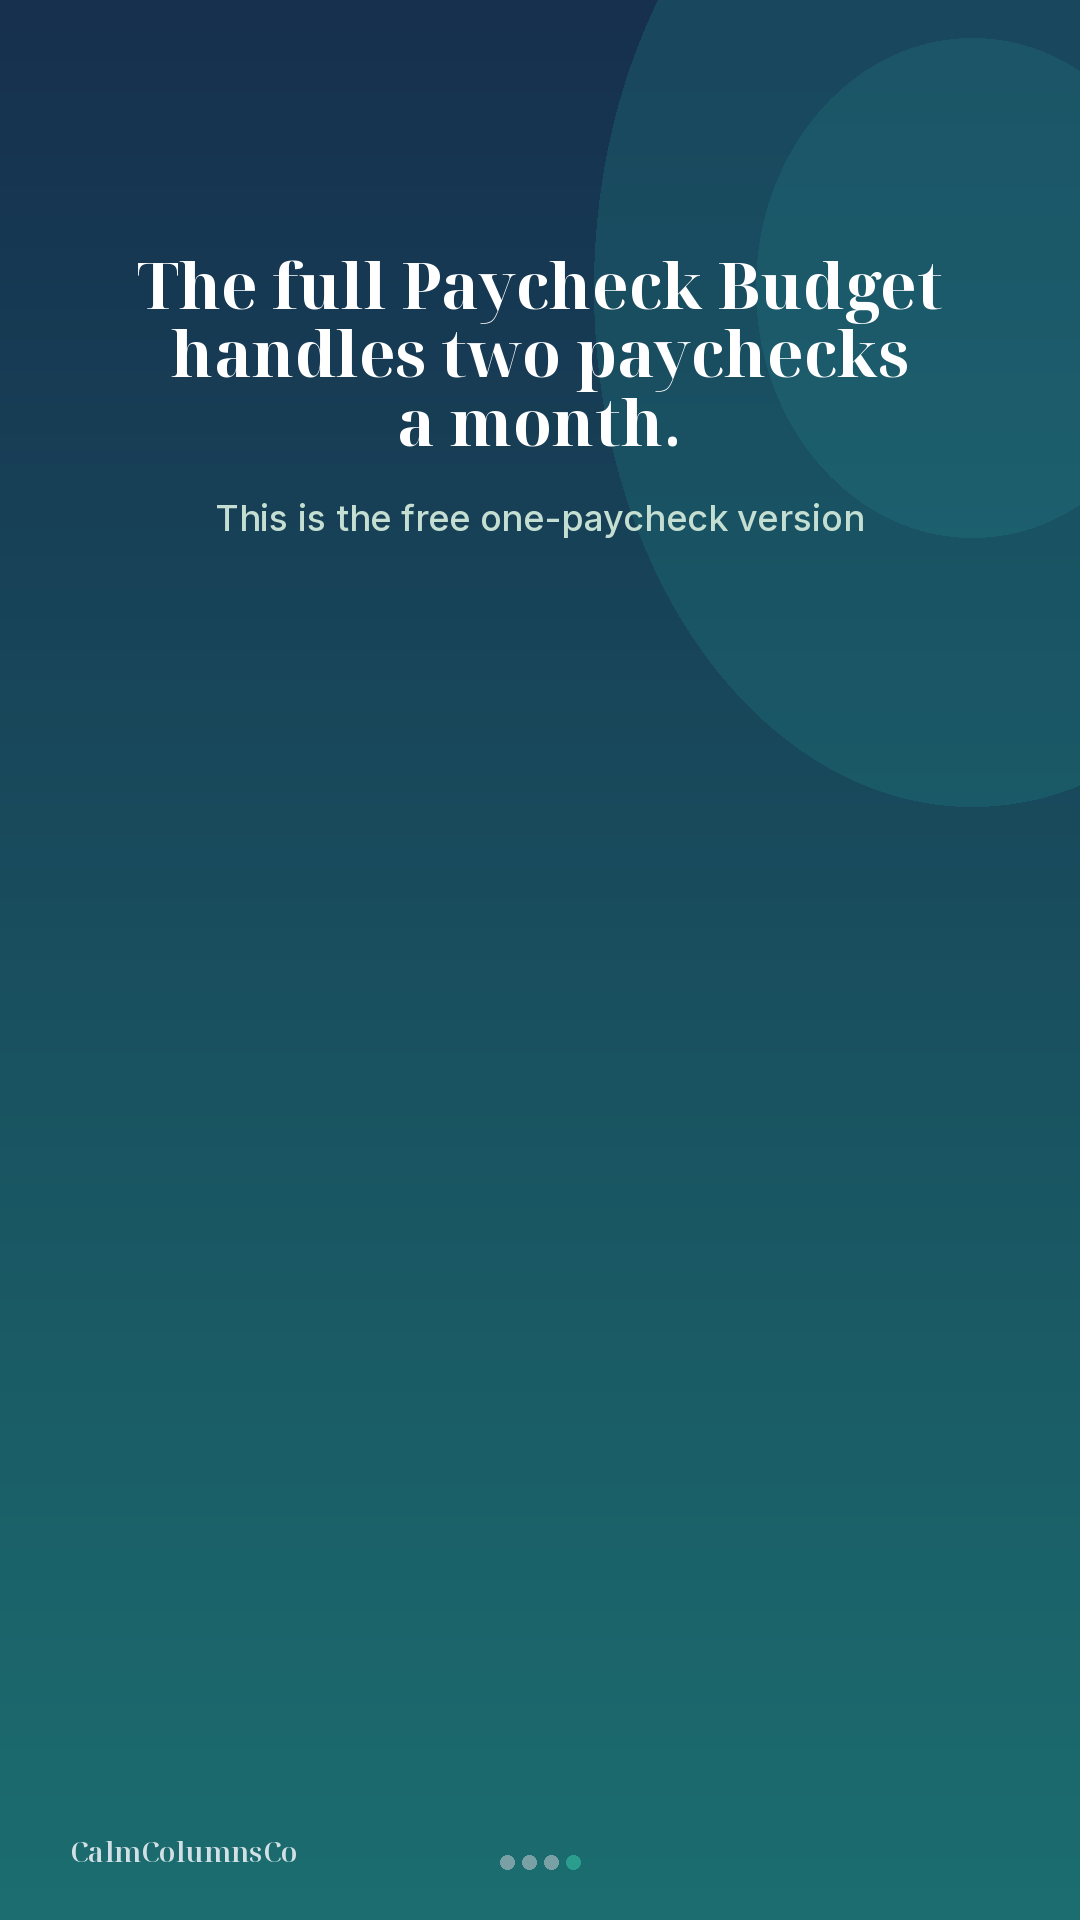 The full Paycheck Budget
handles two paychecks
a month.
This is the free one-paycheck version
CalmColumnsCo